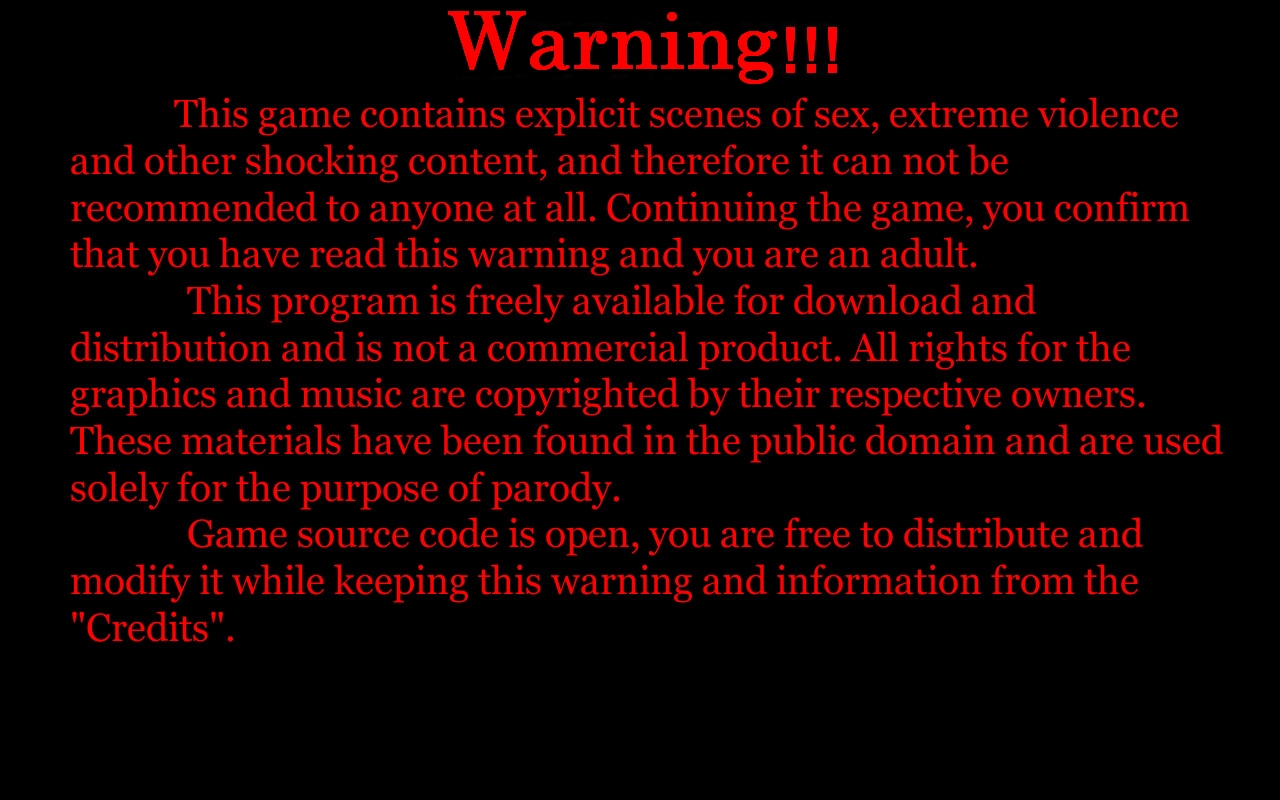 Warning!!!
This game contains explicit scenes of sex, extreme violence
and other shocking content, and therefore it can not be
recommended to anyone at all. Continuing the game, you confirm
that you have read this warning and you are an adult.
This program is freely available for download and
distribution and is not a commercial product. All rights for the
graphics and music are copyrighted by their respective owners.
These materials have been found in the public domain and are used
solely for the purpose of parody.
Game source code is open, you are free to distribute and
modify it while keeping this warning and information from the
"Credits".